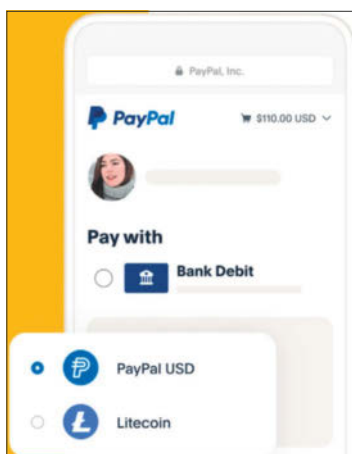 PayPal, Inc.
PayPal $110.00 USD
Pay with
Bank Debit
PayPal USD
Litecoin